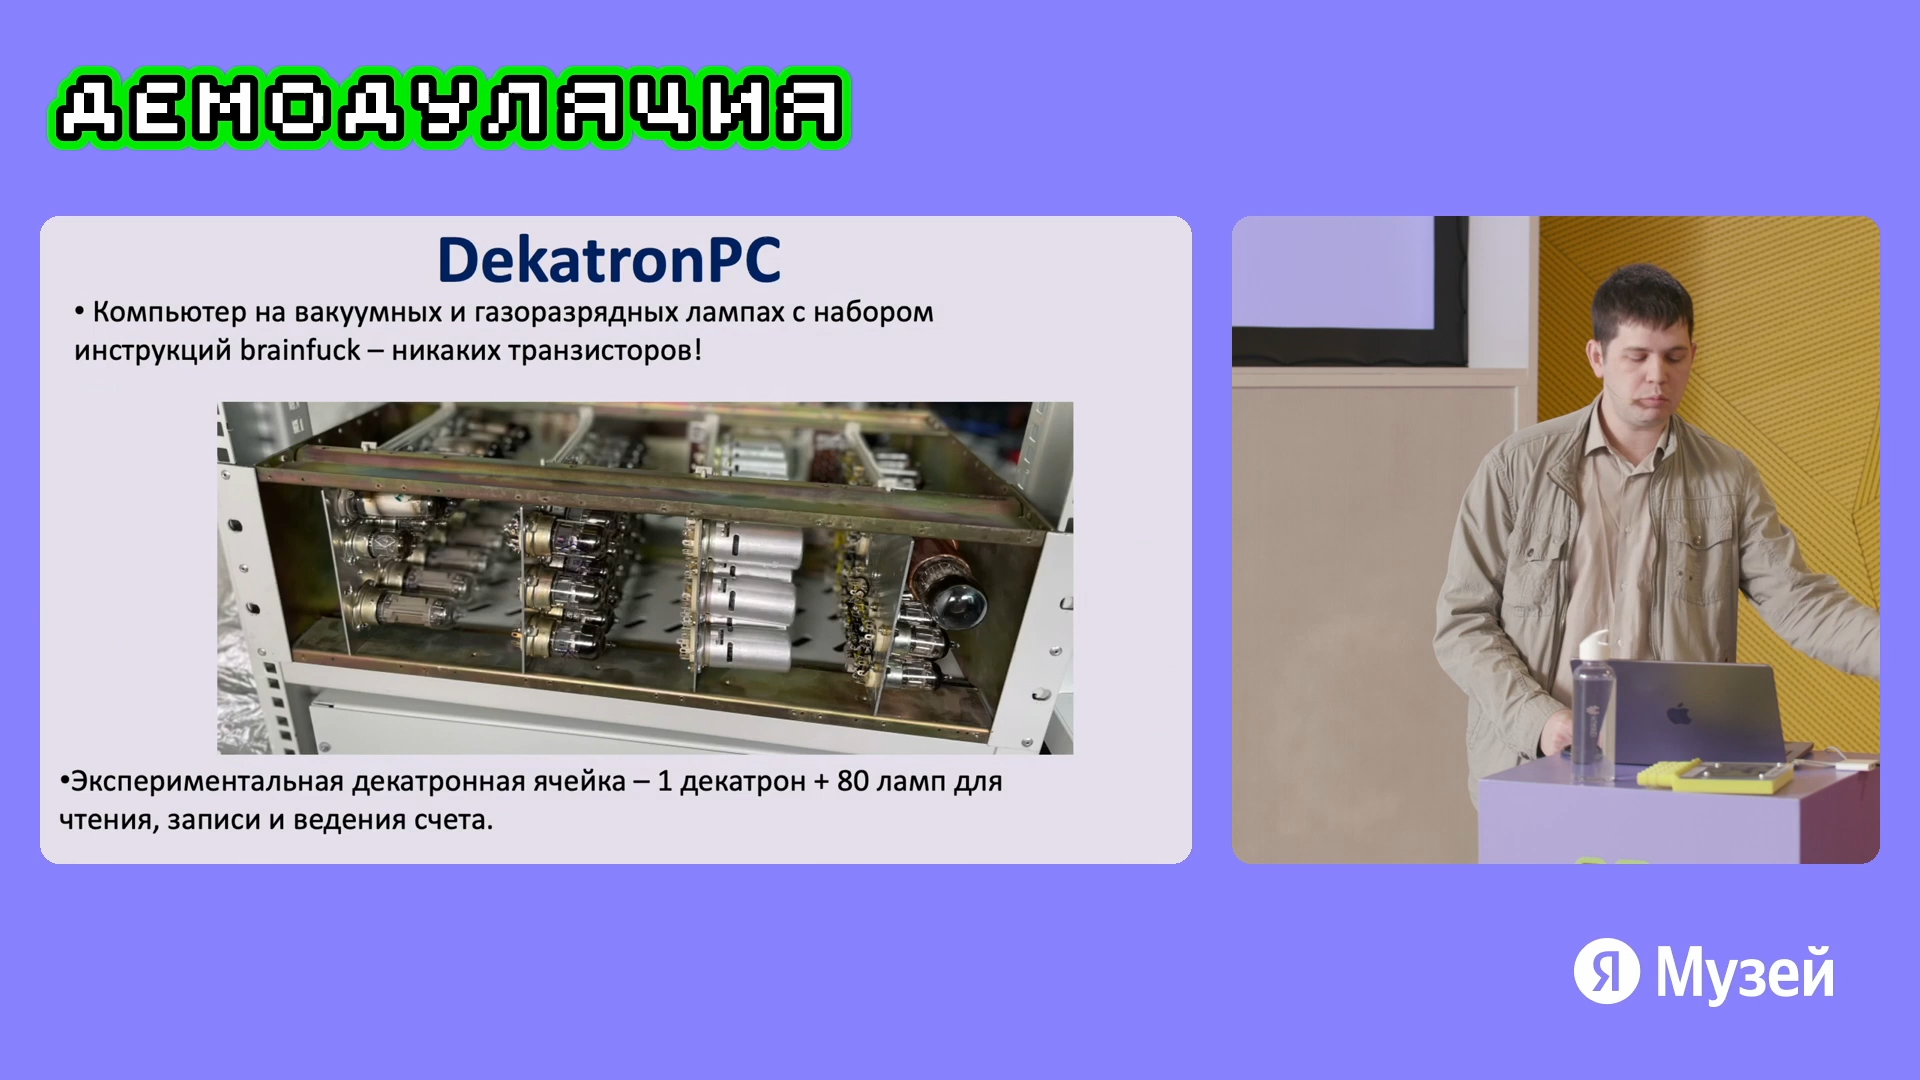 ДЕМОДУЛЯЦИЯ
DekatronPC
• Компьютер на вакуумных и газоразрядных лампах с набором
инструкций brainfuck – никаких транзисторов!
•Экспериментальная декатронная ячейка – 1 декатрон + 80 ламп для
чтения, записи и ведения счета.
Я Музей